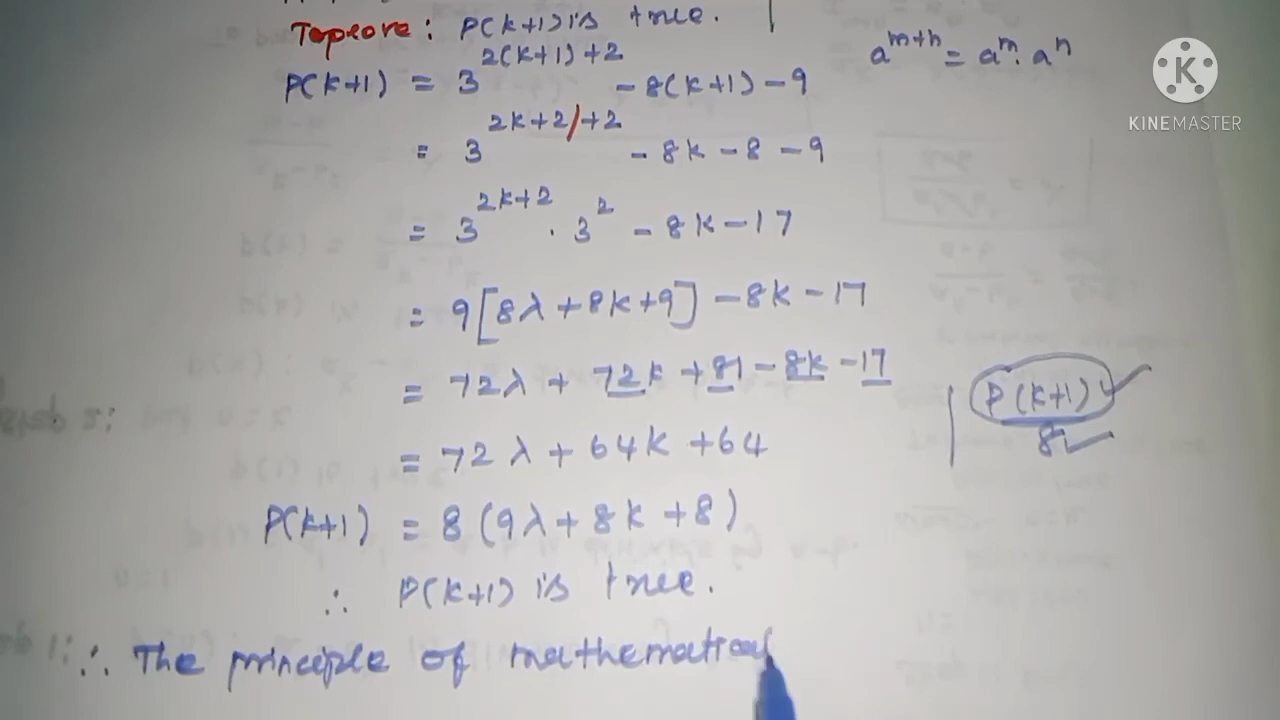 Toprove: P(k+1) is true.
P(k+1) = 3^{2(k+1)+2} - 8(k+1) - 9
a^{m+n} = a^m . a^n
= 3^{2k+2/+2} - 8k - 8 - 9
= 3^{2k+2} . 3^2 - 8k - 17
= 9[8λ + 8k + 9] - 8k - 17
= 72λ + 72k + 81 - 8k - 17
P(k+1) ✓
8 ✓
= 72λ + 64k + 64
P(k+1) = 8(9λ + 8k + 8)
∴ P(k+1) is true.
∴ The principle of mathematical
K
KINEMASTER